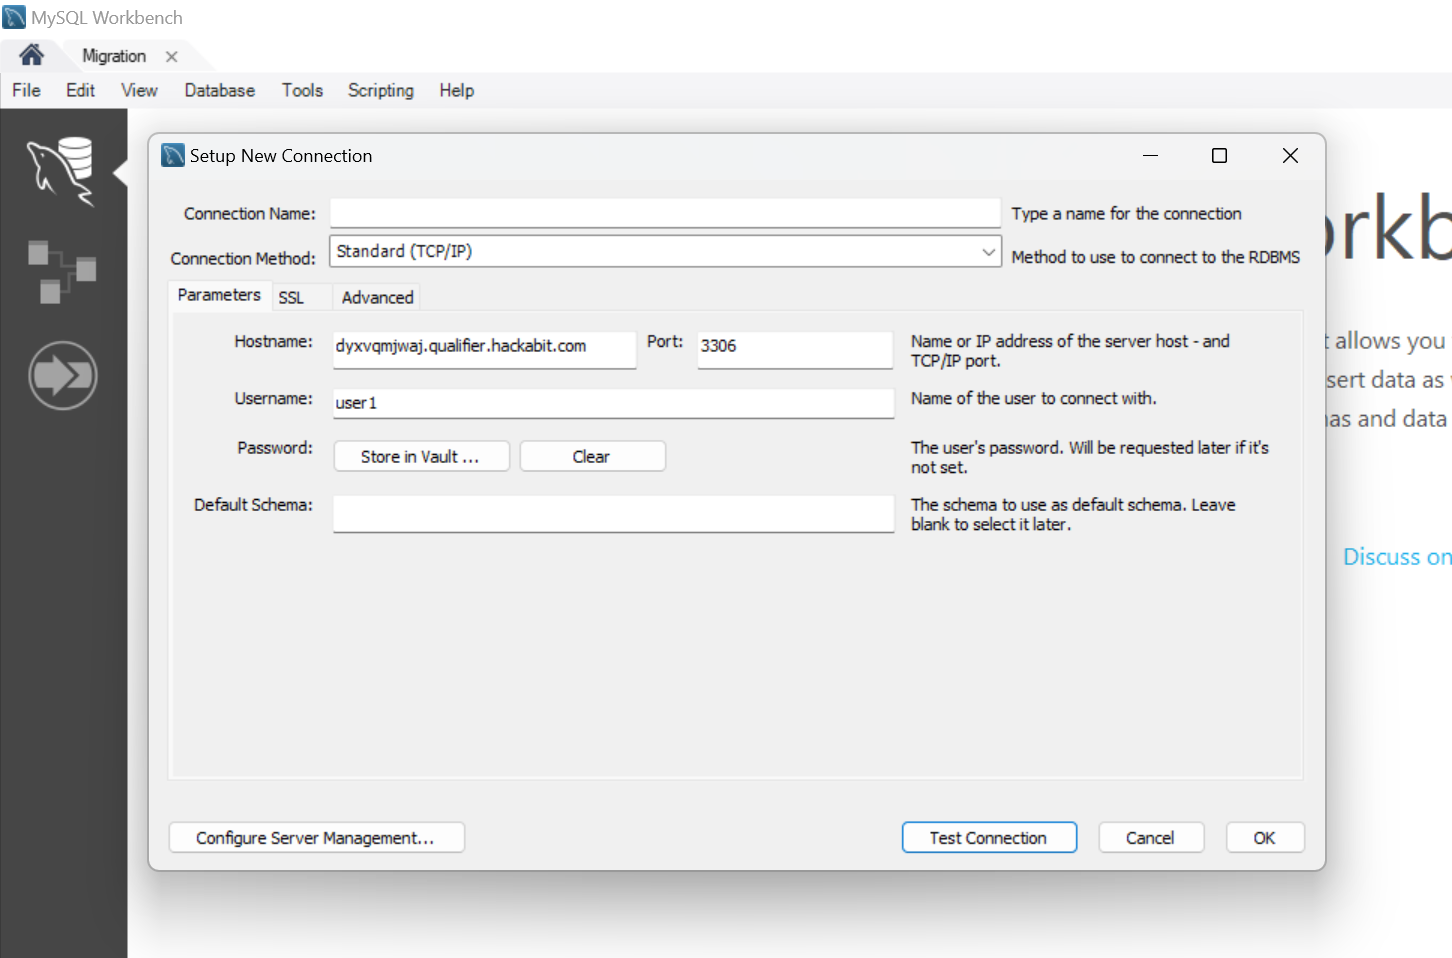 MySQL Workbench
Migration
File Edit View Database Tools Scripting Help
Setup New Connection
Connection Name: Type a name for the connection
Connection Method: Standard (TCP/IP) Method to use to connect to the RDBMS
Parameters SSL Advanced
Hostname: dyxvqmjwaj.qualifier.hackabit.com Port: 3306 Name or IP address of the server host - and
TCP/IP port.
Username: user1 Name of the user to connect with.
Password: Store in Vault ... Clear The user's password. Will be requested later if it's
not set.
Default Schema: The schema to use as default schema. Leave
blank to select it later.
Configure Server Management... Test Connection Cancel OK
orkb
t allows you
sert data as
as and data
Discuss on